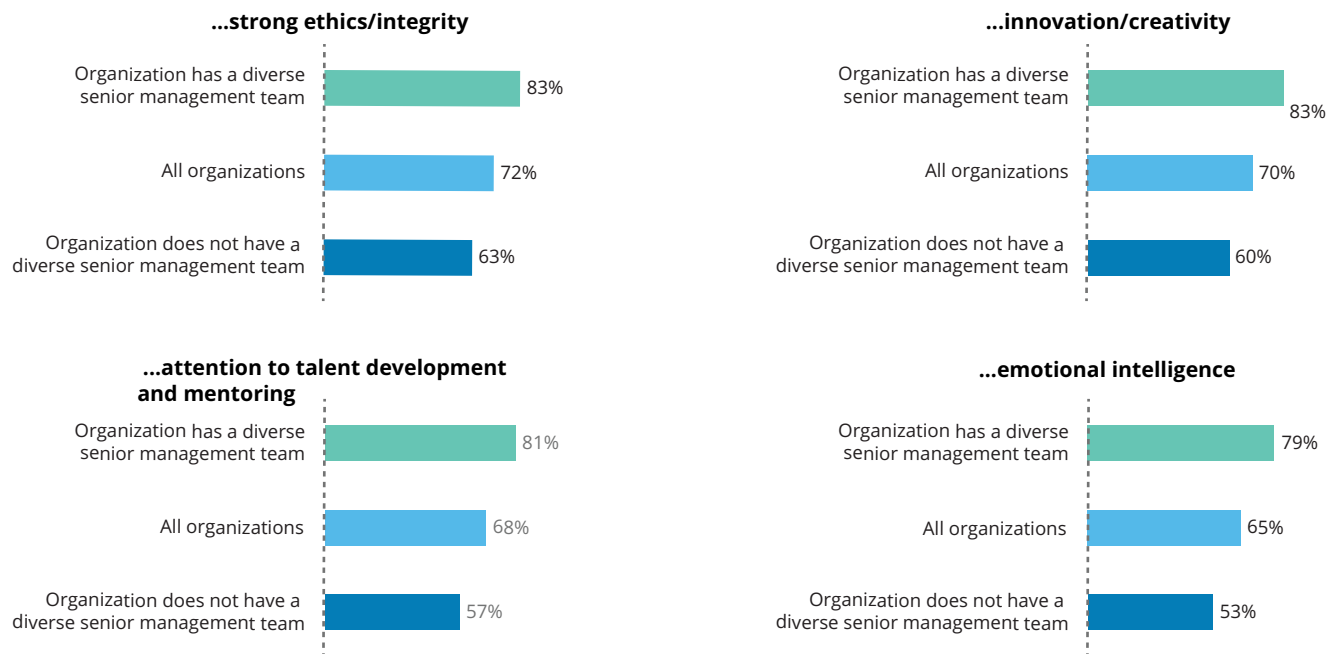 ...strong ethics/integrity
Organization has a diverse
senior management team
83%
All organizations
72%
Organization does not have a
diverse senior management team
63%
...innovation/creativity
Organization has a diverse
senior management team
83%
All organizations
70%
Organization does not have a
diverse senior management team
60%
...attention to talent development
and mentoring
Organization has a diverse
senior management team
81%
All organizations
68%
Organization does not have a
diverse senior management team
57%
...emotional intelligence
Organization has a diverse
senior management team
79%
All organizations
65%
Organization does not have a
diverse senior management team
53%